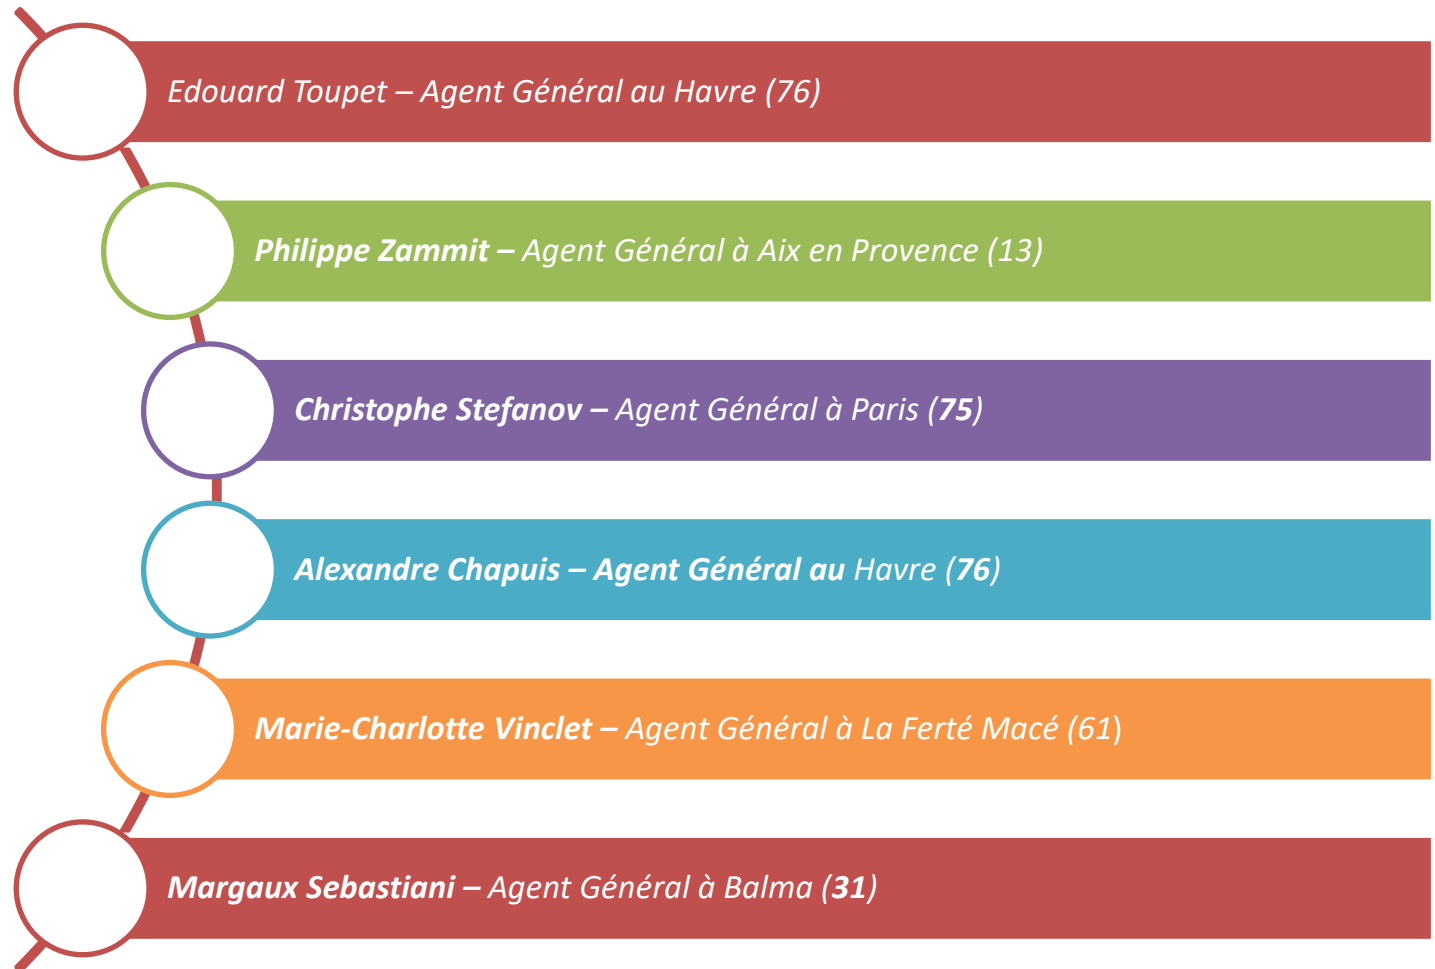 Edouard Toupet – Agent Général au Havre (76)
Philippe Zammit – Agent Général à Aix en Provence (13)
Christophe Stefanov – Agent Général à Paris (75)
Alexandre Chapuis – Agent Général au Havre (76)
Marie-Charlotte Vinclet – Agent Général à La Ferté Macé (61)
Margaux Sebastiani – Agent Général à Balma (31)